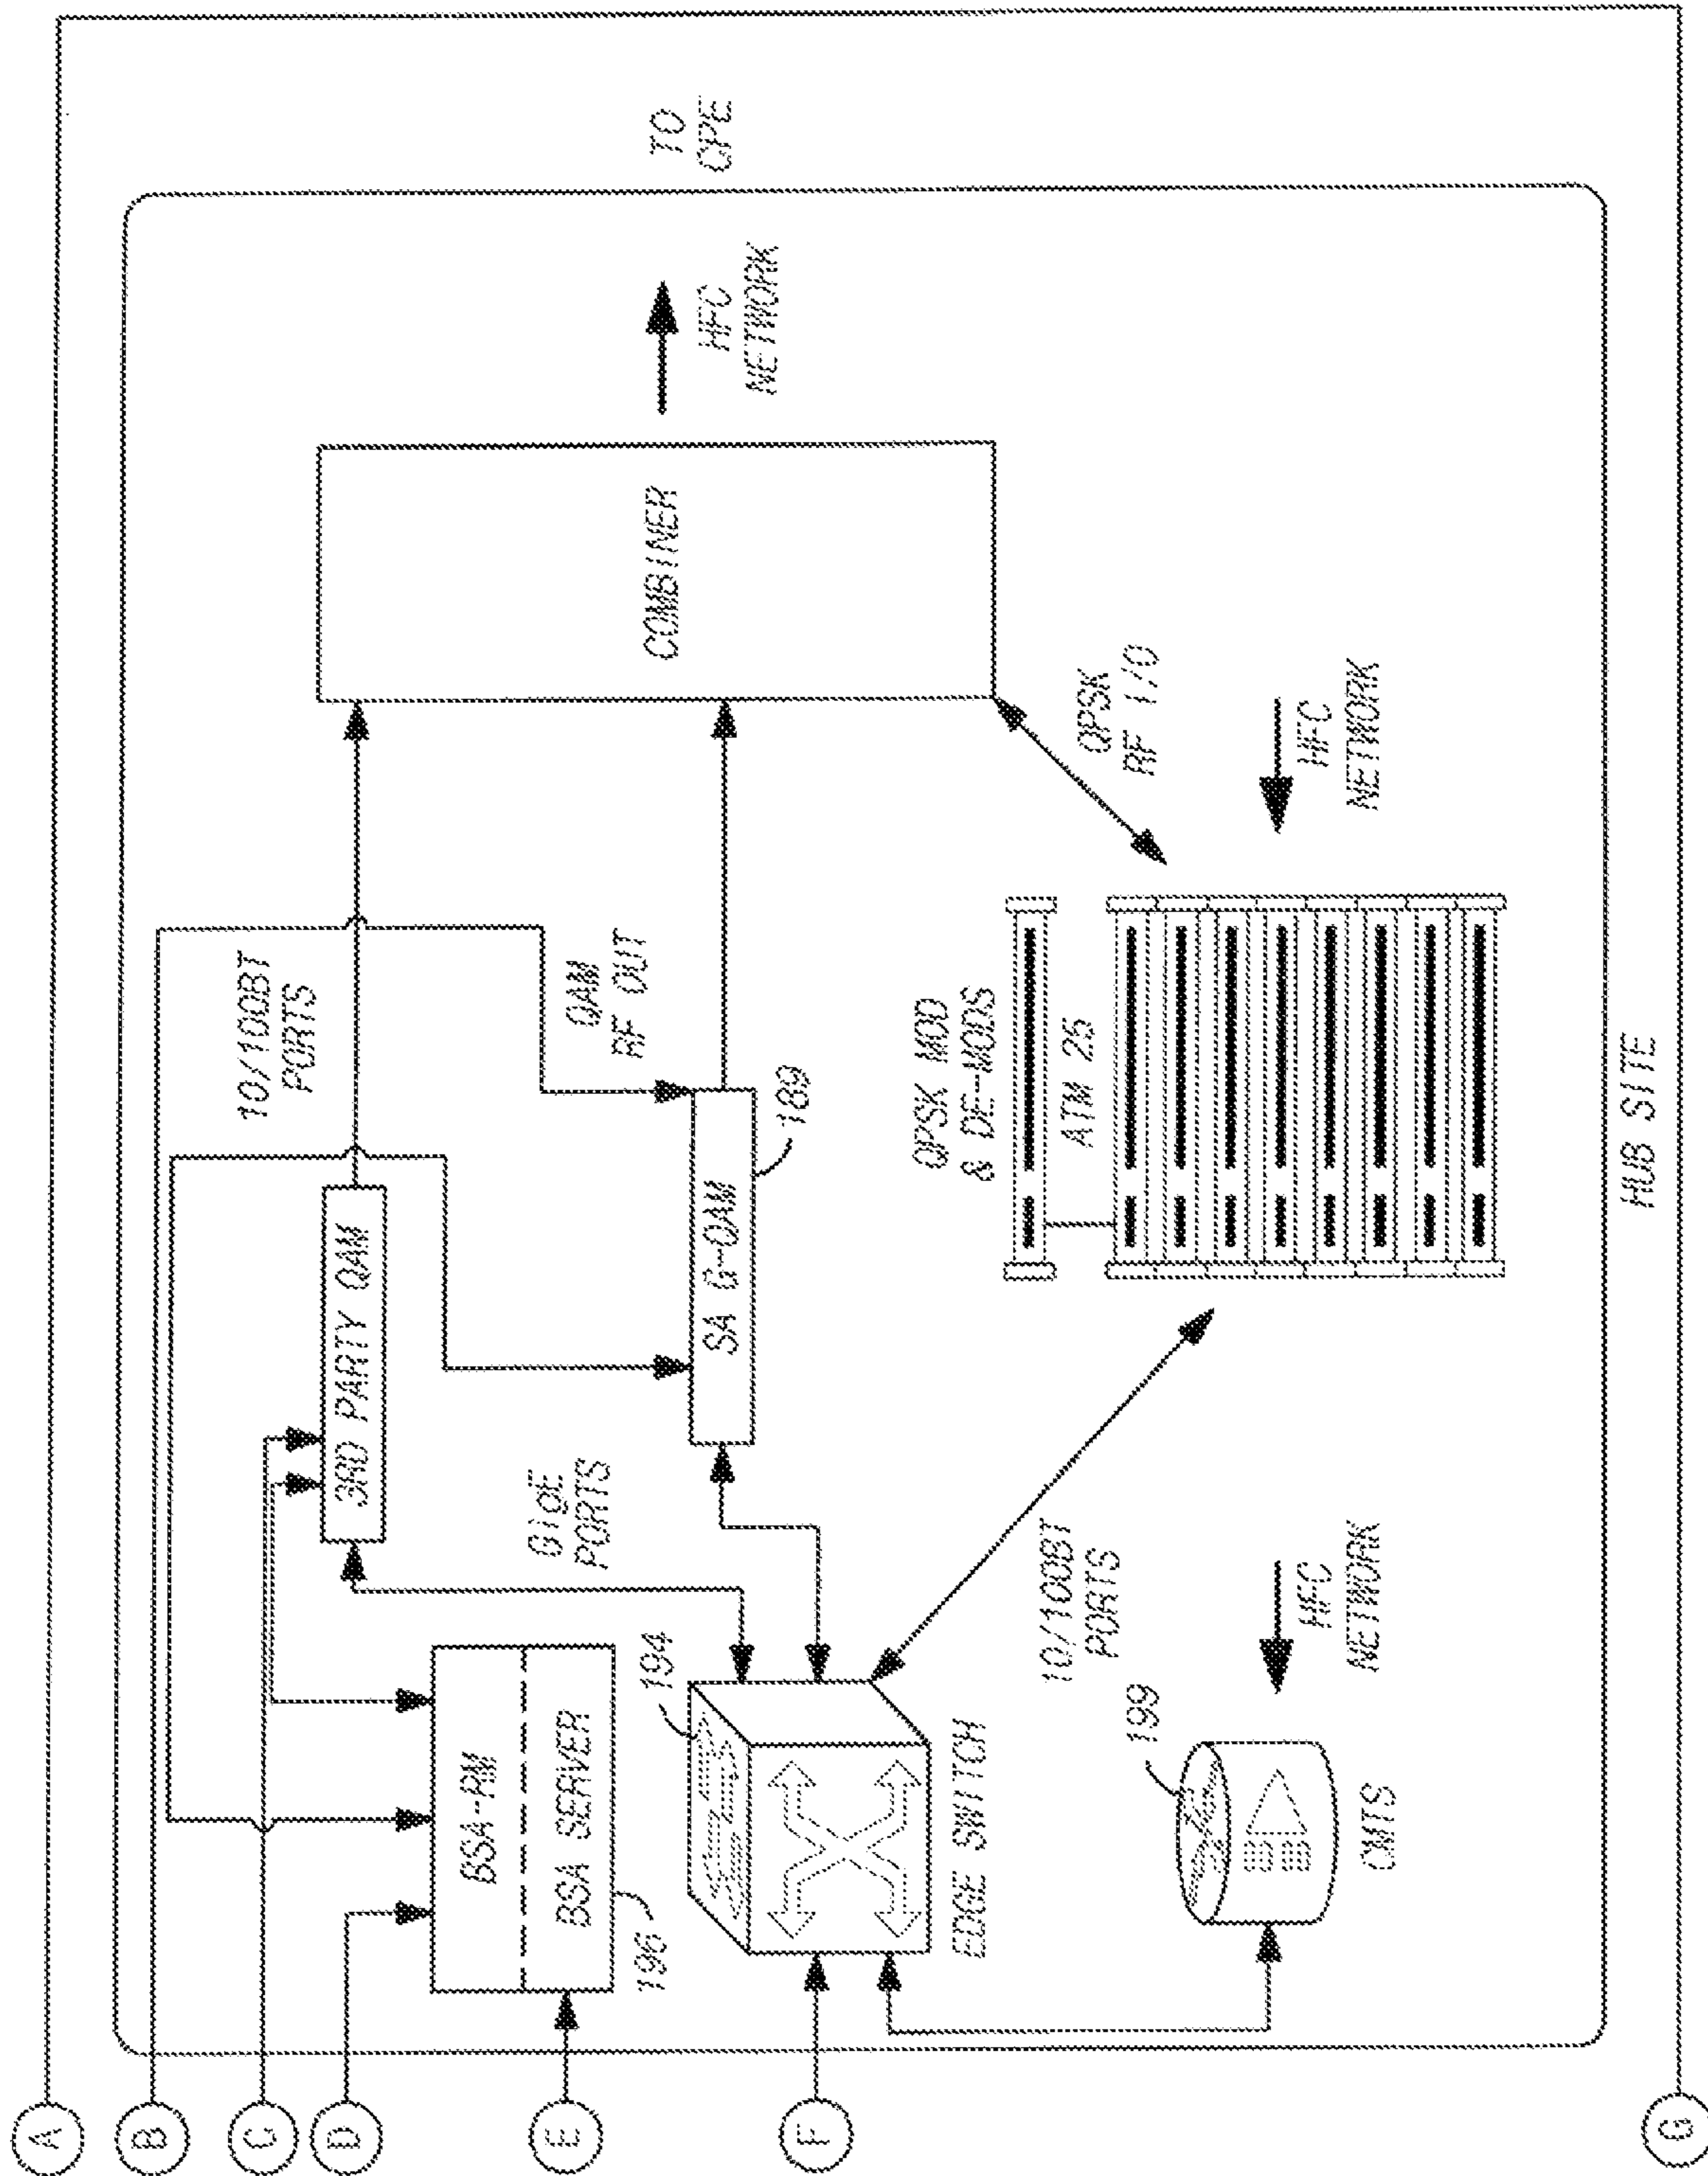 A
B
C
D
E
F
G
TO
CPE
HFC
NETWORK
COMBINER
10/100BT
PORTS
3RD PARTY QAM
QAM
RF OUT
SA G-QAM
189
GIGE
PORTS
BSA-RM
BSA SERVER
196
194
EDGE SWITCH
QPSK
RF I/O
QPSK MOD
& DE-MODS
ATM 25
HFC
NETWORK
10/100BT
PORTS
199
CMTS
HFC
NETWORK
HUB SITE